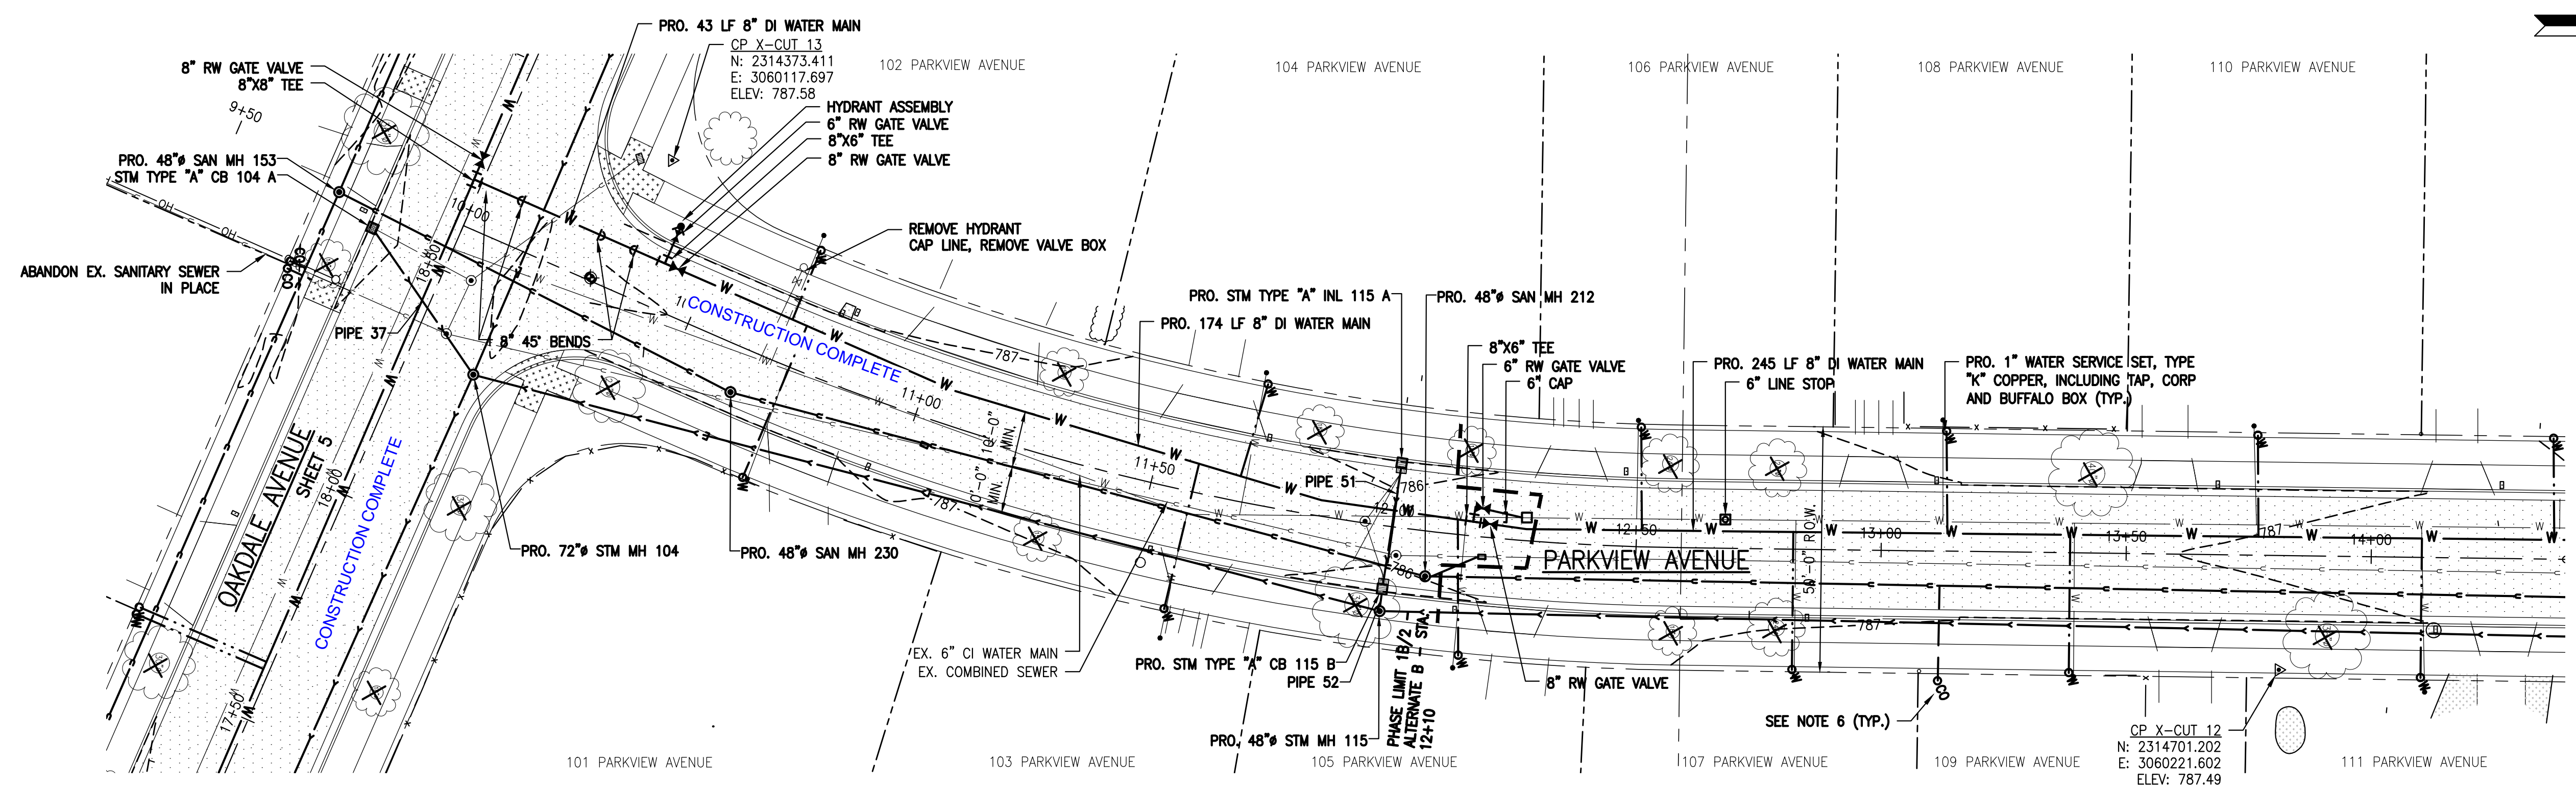 PRO. 43 LF 8" DI WATER MAIN
CP X-CUT 13
N: 2314373.411
E: 3060117.697
ELEV: 787.58
102 PARKVIEW AVENUE
104 PARKVIEW AVENUE
106 PARKVIEW AVENUE
108 PARKVIEW AVENUE
110 PARKVIEW AVENUE
8" RW GATE VALVE
8"X8" TEE
9+50
HYDRANT ASSEMBLY
6" RW GATE VALVE
8"X6" TEE
8" RW GATE VALVE
PRO. 48"Ø SAN MH 153
STM TYPE "A" CB 104 A
OH
OH
10+00
18+50
REMOVE HYDRANT
CAP LINE, REMOVE VALVE BOX
ABANDON EX. SANITARY SEWER
IN PLACE
PIPE 37
8" 45° BENDS
CONSTRUCTION COMPLETE
787
11+00
PRO. STM TYPE "A" INL 115 A
PRO. 48"Ø SAN MH 212
PRO. 174 LF 8" DI WATER MAIN
8"X6" TEE
6" RW GATE VALVE
6" CAP
PRO. 245 LF 8" DI WATER MAIN
6" LINE STOP
PRO. 1" WATER SERVICE SET, TYPE
"K" COPPER, INCLUDING TAP, CORP
AND BUFFALO BOX (TYP.)
OAKDALE AVENUE
SHEET 5
18+00
CONSTRUCTION COMPLETE
10'-0" MIN.
10'-0" MIN.
11+50
PIPE 51
786
12+00
12+50
13+00
13+50
787
14+00
787
786
PARKVIEW AVENUE
50'-0" R.O.W.
787
PRO. 72"Ø STM MH 104
PRO. 48"Ø SAN MH 230
EX. 6" CI WATER MAIN
EX. COMBINED SEWER
PRO. STM TYPE "A" CB 115 B
PIPE 52
PHASE LIMIT 1B/2 -
ALTERNATE B - STA.
12+10
8" RW GATE VALVE
17+50
PRO. 48"Ø STM MH 115
SEE NOTE 6 (TYP.)
CO
CP X-CUT 12
N: 2314701.202
E: 3060221.602
ELEV: 787.49
101 PARKVIEW AVENUE
103 PARKVIEW AVENUE
105 PARKVIEW AVENUE
107 PARKVIEW AVENUE
109 PARKVIEW AVENUE
111 PARKVIEW AVENUE